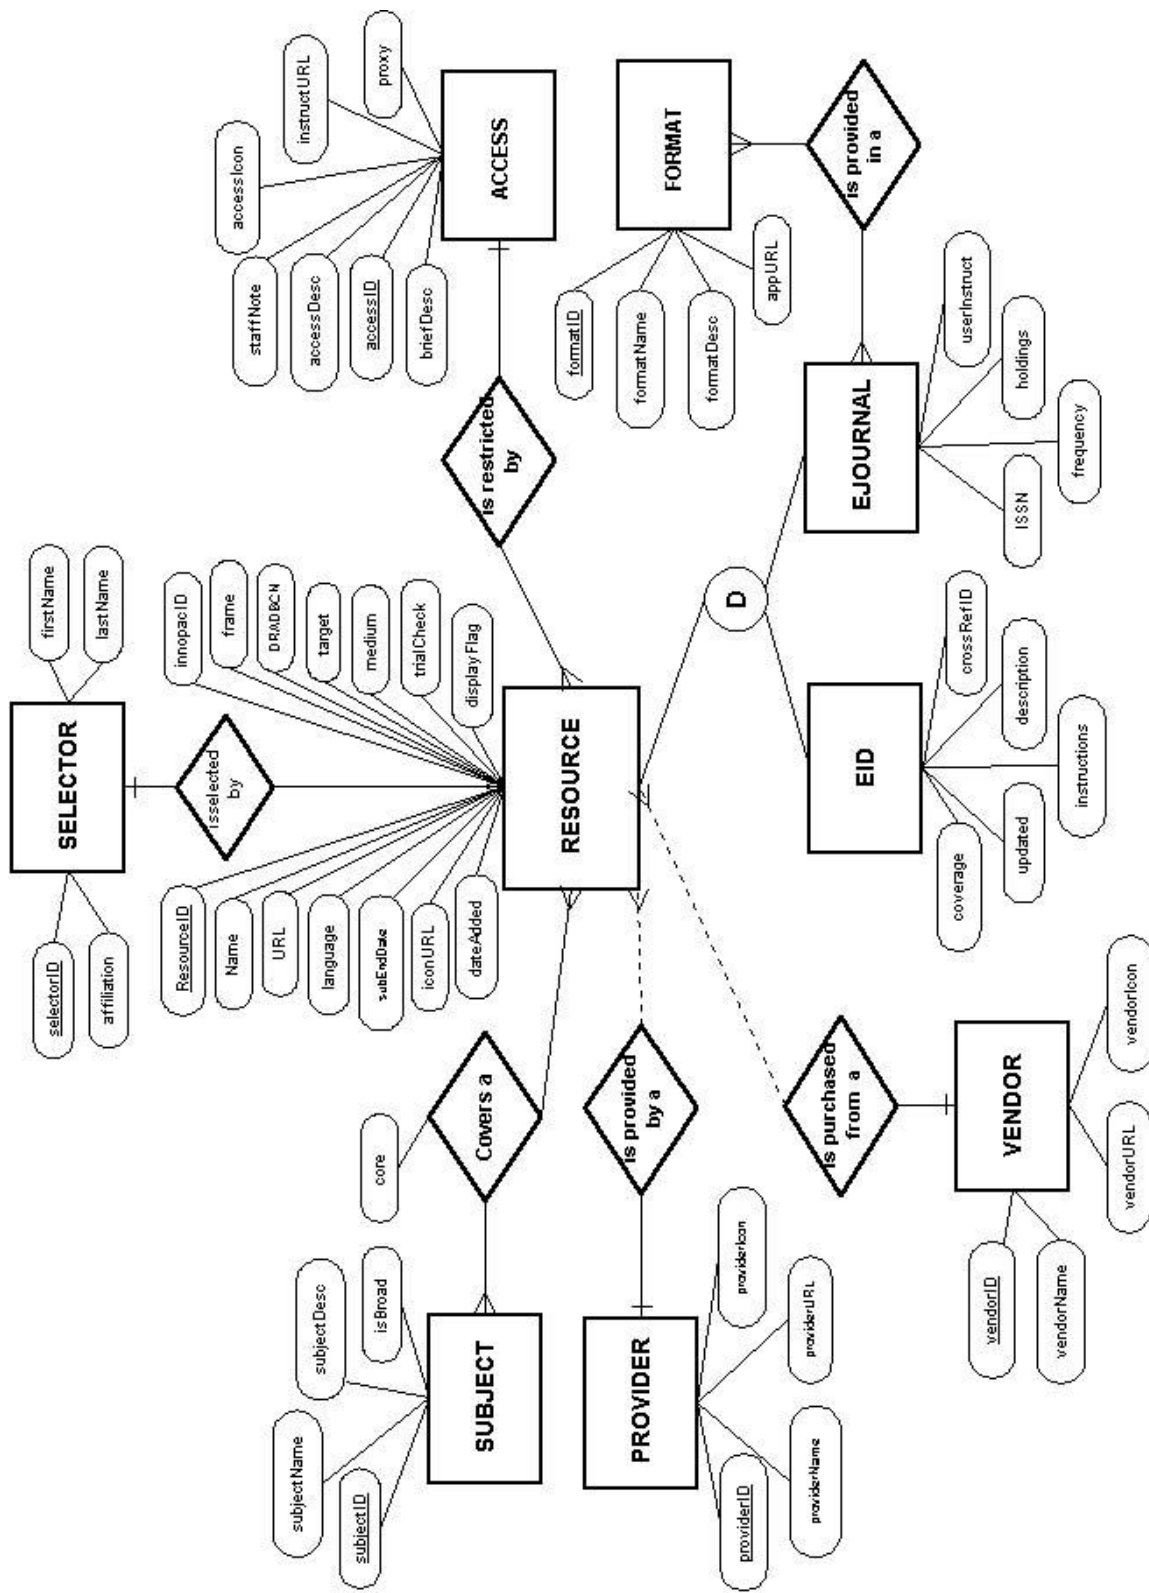 selectorID
affiliation
SELECTOR
firstName
lastName
isselected
by
ResourceID
Name
URL
language
subEndDate
iconURL
dateAdded
innopacID
frame
DRADBCN
target
medium
trialCheck
displayFlag
RESOURCE
staffNote
accessIcon
instructURL
proxy
accessDesc
accessID
briefDesc
ACCESS
is restricted
by
subjectName
subjectDesc
subjectID
isBroad
core
SUBJECT
Covers a
PROVIDER
is provided
by a
providerID
providerName
providerURL
providerIcon
is purchased
from a
VENDOR
vendorID
vendorName
vendorURL
vendorIcon
D
EID
coverage
updated
instructions
description
crossRefID
EJOURNAL
ISSN
frequency
holdings
userInstruct
formatID
formatName
formatDesc
appURL
FORMAT
is provided
in a